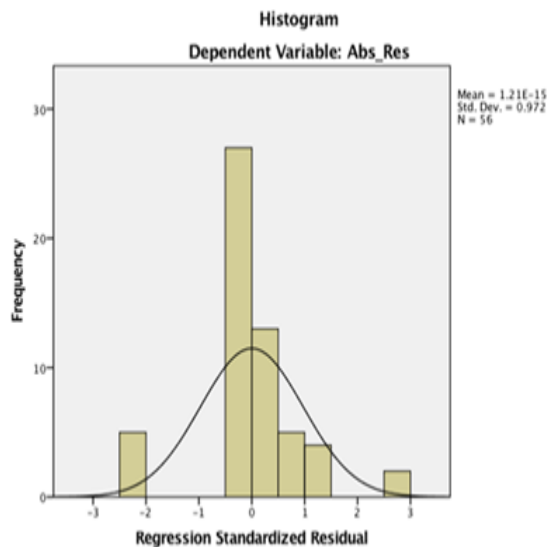 Histogram
Dependent Variable: Abs_Res
Mean = 1.21E-15
Std. Dev. = 0.972
N = 56
30
20
10
0
Frequency
-3 -2 -1 0 1 2 3
Regression Standardized Residual